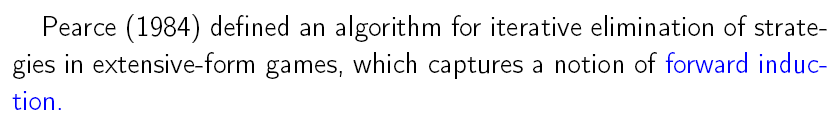 Pearce (1984) defined an algorithm for iterative elimination of strate-
gies in extensive-form games, which captures a notion of forward induc-
tion.